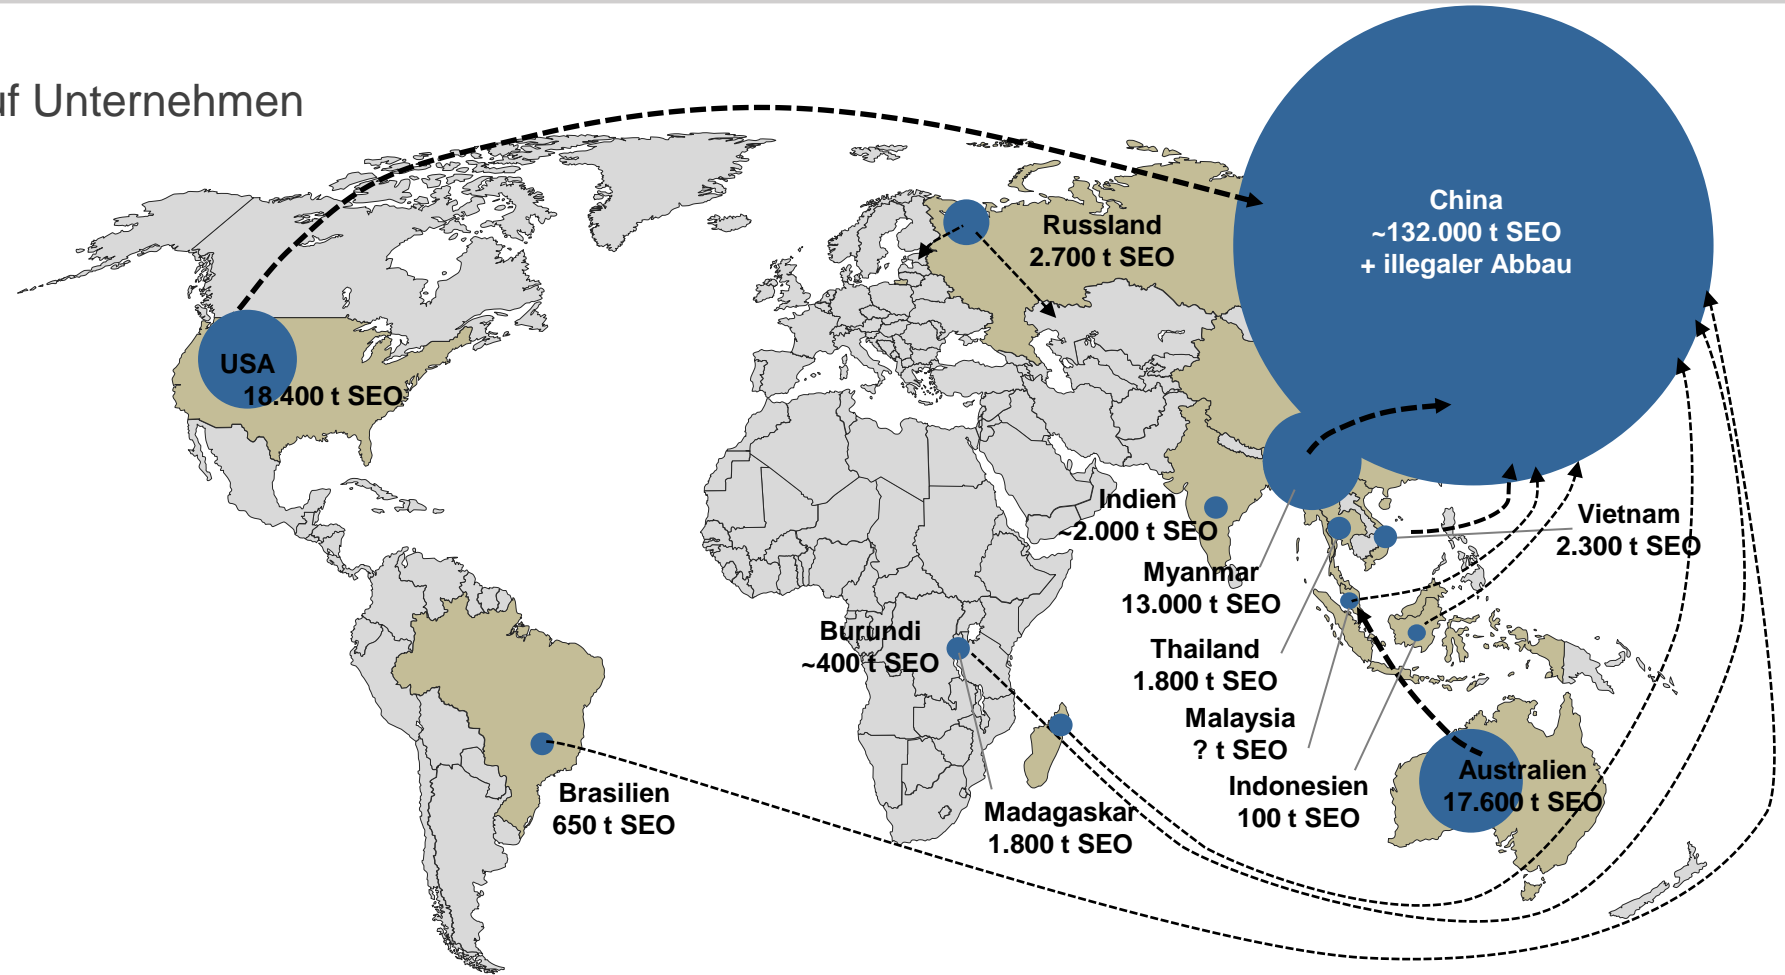 uf Unternehmen
China
~132.000 t SEO
+ illegaler Abbau
Russland
2.700 t SEO
USA
18.400 t SEO
Indien
~2.000 t SEO
Vietnam
2.300 t SEO
Myanmar
13.000 t SEO
Burundi
~400 t SEO
Thailand
1.800 t SEO
Malaysia
? t SEO
Indonesien
100 t SEO
Australien
17.600 t SEO
Brasilien
650 t SEO
Madagaskar
1.800 t SEO